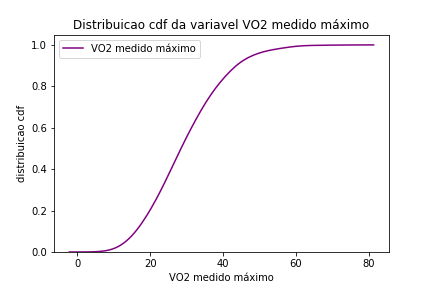 Distribuicao cdf da variavel VO2 medido máximo
VO2 medido máximo
distribuicao cdf
1.0
0.8
0.6
0.4
0.2
0.0
0
20
40
60
80
VO2 medido máximo